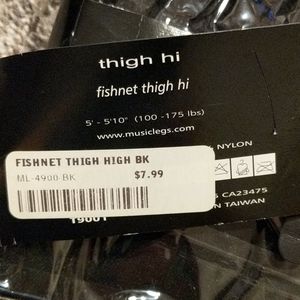 thigh hi
fishnet thigh hi
5' - 5'10" (100 -175 lbs)
www.musiclegs.com
NYLON
FISHNET THIGH HIGH BK
ML-4900-BK
$7.99
CA23475
TAIWAN